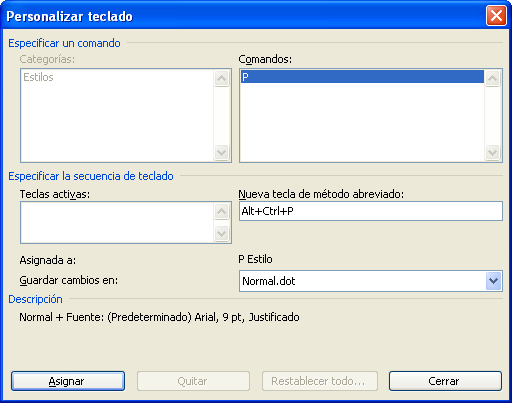 Personalizar teclado
Especificar un comando
Categorías:
Comandos:
Estilos
P
Especificar la secuencia de teclado
Teclas activas:
Nueva tecla de método abreviado:
Alt+Ctrl+P
Asignada a:
P Estilo
Guardar cambios en:
Normal.dot
Descripción
Normal + Fuente: (Predeterminado) Arial, 9 pt, Justificado
Asignar
Quitar
Restablecer todo...
Cerrar